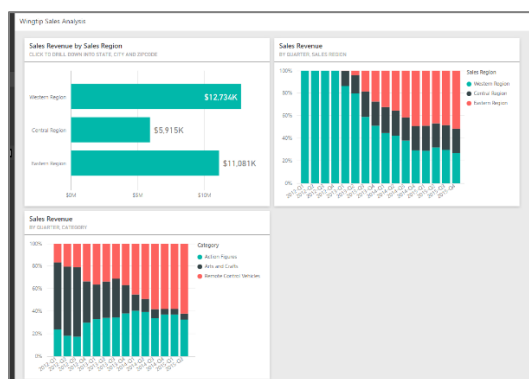 Wingtip Sales Analysis
Sales Revenue by Sales Region
CLICK TO DRILL DOWN INTO STATE, CITY AND
Western Region
$12,734K
Central Region
$5,915K
Eastern Region
$11,081K
$0M
$5M
$10M
Sales Revenue
BY QUARTER, SALES REGION
100%
80%
60%
40%
20%
0%
Sales Region
Western Region
Central Region
Eastern Region
Sales Revenue
BY QUARTER, CATEGORY
100%
80%
60%
40%
20%
0%
Category
Action Figures
Arts and Crafts
Remote Control Vehicles